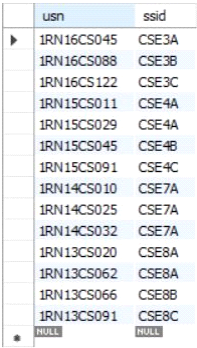 usn ssid
1RN16CS045 CSE3A
1RN16CS088 CSE3B
1RN16CS122 CSE3C
1RN15CS011 CSE4A
1RN15CS029 CSE4A
1RN15CS045 CSE4B
1RN15CS091 CSE4C
1RN14CS010 CSE7A
1RN14CS025 CSE7A
1RN14CS032 CSE7A
1RN13CS020 CSE8A
1RN13CS062 CSE8A
1RN13CS066 CSE8B
1RN13CS091 CSE8C
NULL NULL